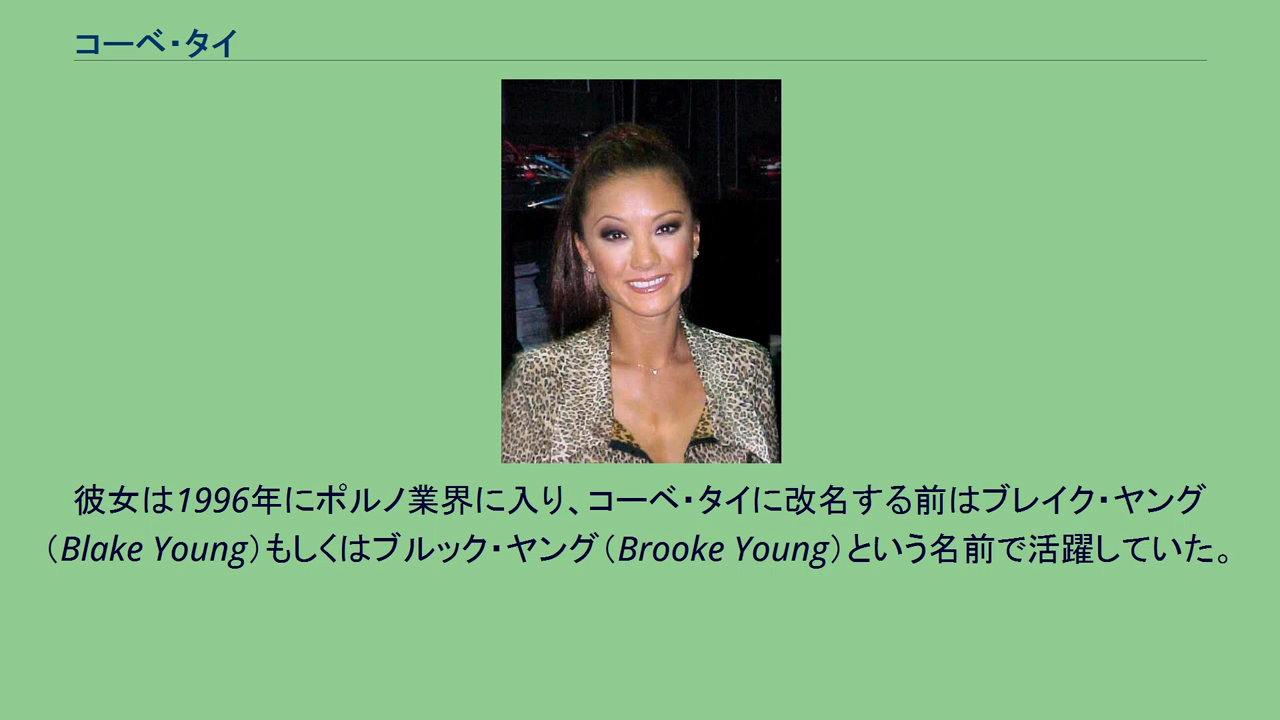 コーベ・タイ
彼女は1996年にポルノ業界に入り、コーベ・タイに改名する前はブレイク・ヤング
（Blake Young）もしくはブルック・ヤング（Brooke Young）という名前で活躍していた。